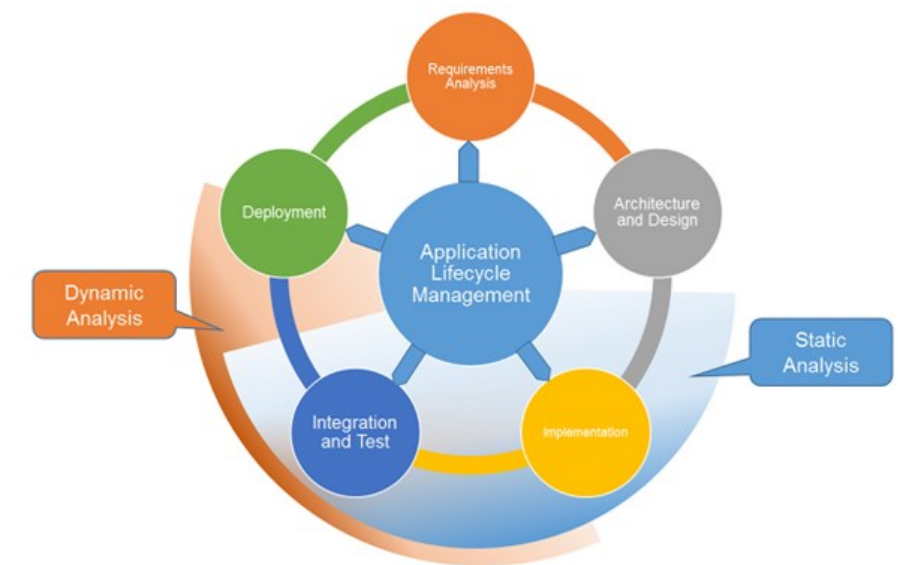 Requirements
Analysis
Architecture
and Design
Deployment
Application
Lifecycle
Management
Dynamic
Analysis
Static
Analysis
Integration
and Test
Implementation